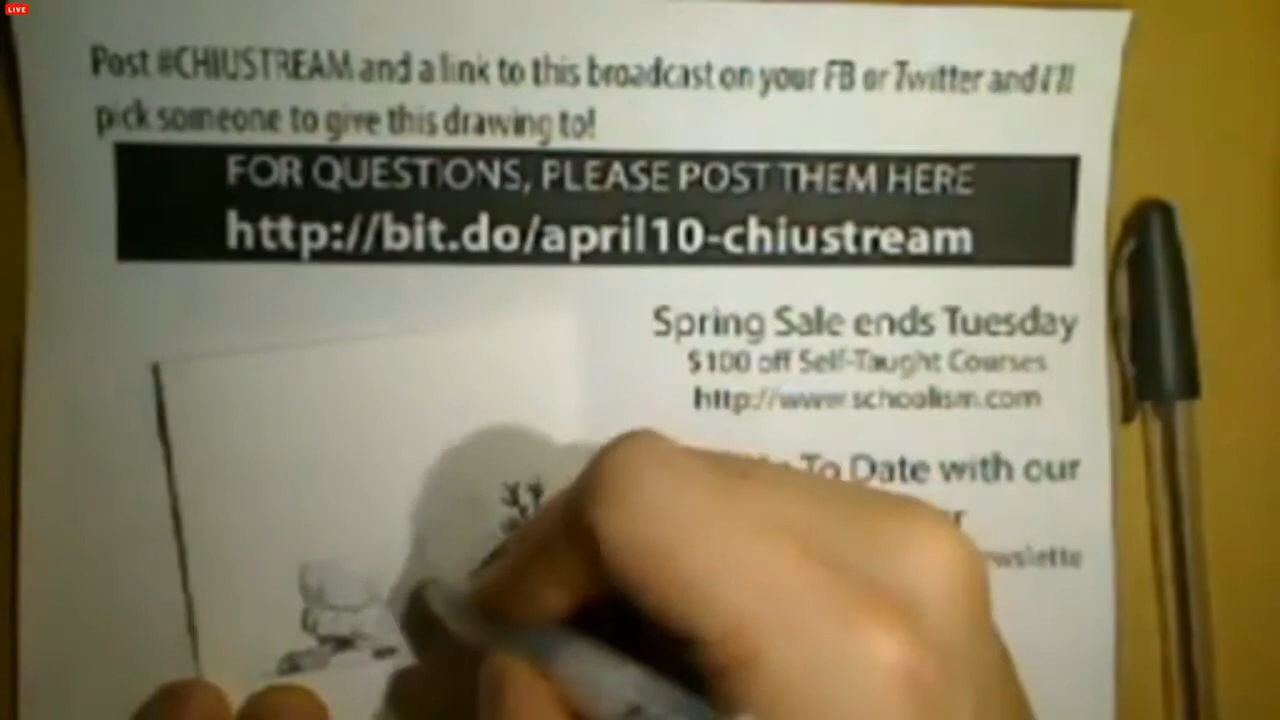 LIVE
Post #CHIUSTREAM and a link to this broadcast on your FB or Twitter and I'll
pick someone to give this drawing to!
FOR QUESTIONS, PLEASE POST THEM HERE
http://bit.do/april10-chiustream
Spring Sale ends Tuesday
$100 off Self-Taught Courses
http://www.schoolism.com
To Date with our